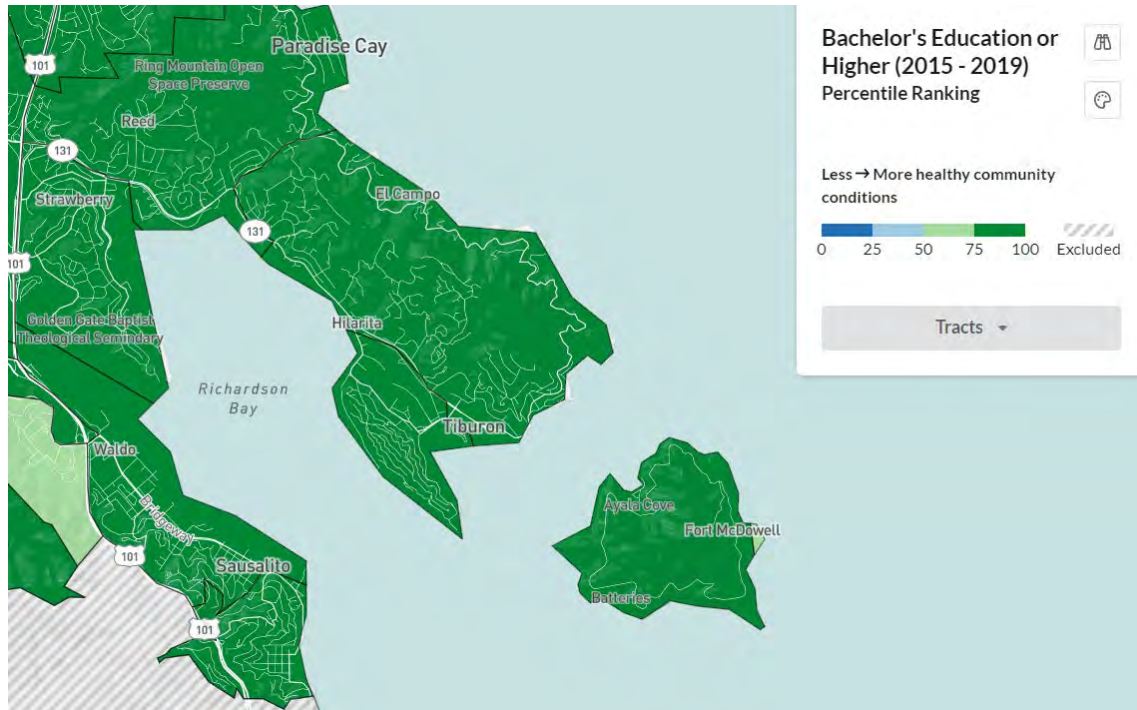 Paradise Cay
101
Ring Mountain Open
Space Preserve
Reed
131
Strawberry
El Campo
131
101
Golden Gate Baptist
Theological Semindary
Hilarita
Richardson
Bay
Tiburon
Waldo
Bridgeway
Ayala Cove
Fort McDowell
101
Sausalito
Batteries
101
Bachelor's Education or
Higher (2015 - 2019)
Percentile Ranking
Less → More healthy community
conditions
0 25 50 75 100 Excluded
Tracts